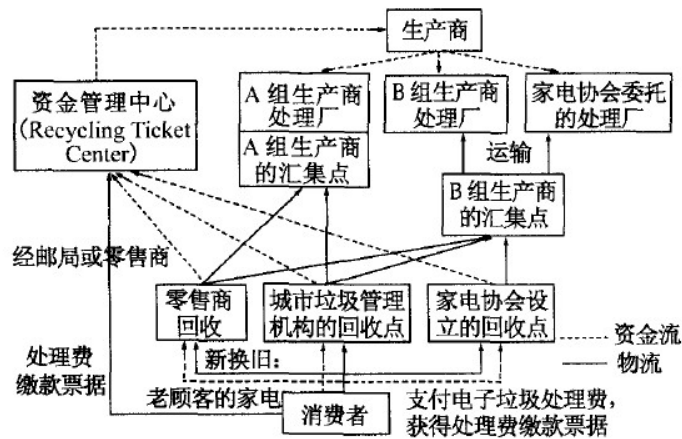 生产商
资金管理中心
(Recycling Ticket
Center)
A组生产商
处理厂
A组生产商
的汇集点
B组生产商
处理厂
家电协会委托
的处理厂
运输
B组生产商
的汇集点
经邮局或零售商
零售商
回收
城市垃圾管理
机构的回收点
家电协会设
立的回收点
资金流
物流
处理费
缴款票据
新换旧：
老顾客的家电
消费者
支付电子垃圾处理费，
获得处理费缴款票据